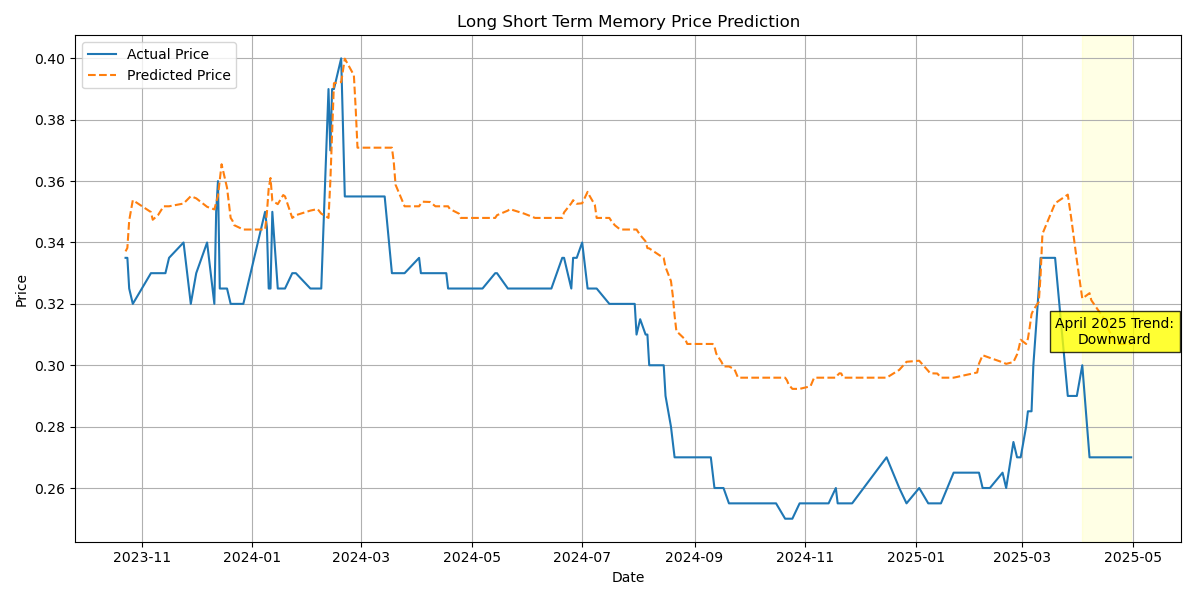 Long Short Term Memory Price Prediction
Actual Price
Predicted Price
0.40
0.38
0.36
0.34
0.32
0.30
0.28
0.26
Price
April 2025 Trend:
Downward
2023-11 2024-01 2024-03 2024-05 2024-07 2024-09 2024-11 2025-01 2025-03 2025-05
Date